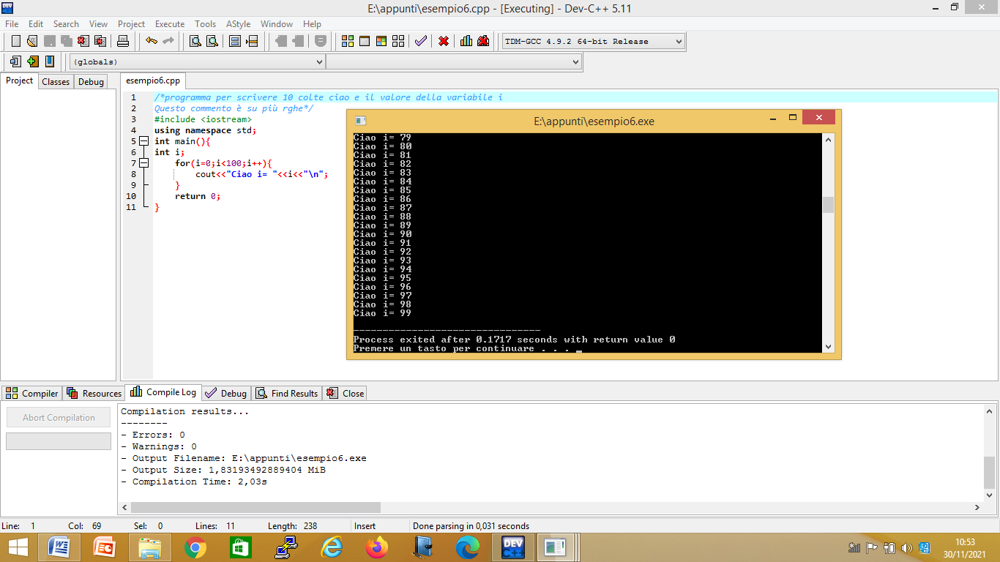 E:\appunti\esempio6.cpp - [Executing] - Dev-C++ 5.11
File Edit Search View Project Execute Tools AStyle Window Help
TDM-GCC 4.9.2 64-bit Release
(globals)
Project Classes Debug
esempio6.cpp
1 /*programma per scrivere 10 colte ciao e il valore della variabile i
2 Questo commento è su più rghe*/
3 #include <iostream>
4 using namespace std;
5 int main(){
6 int i;
7 for(i=0;i<100;i++){
8 cout<<"Ciao i= "<<i<<"\n";
9 }
10 return 0;
11 }
E:\appunti\esempio6.exe
Ciao i= 79
Ciao i= 80
Ciao i= 81
Ciao i= 82
Ciao i= 83
Ciao i= 84
Ciao i= 85
Ciao i= 86
Ciao i= 87
Ciao i= 88
Ciao i= 89
Ciao i= 90
Ciao i= 91
Ciao i= 92
Ciao i= 93
Ciao i= 94
Ciao i= 95
Ciao i= 96
Ciao i= 97
Ciao i= 98
Ciao i= 99
--------------------------------
Process exited after 0.1717 seconds with return value 0
Premere un tasto per continuare . . . _
Compiler Resources Compile Log Debug Find Results Close
Abort Compilation
Compilation results...
--------
- Errors: 0
- Warnings: 0
- Output Filename: E:\appunti\esempio6.exe
- Output Size: 1,83193492889404 MiB
- Compilation Time: 2,03s
Line: 1 Col: 69 Sel: 0 Lines: 11 Length: 238 Insert Done parsing in 0,031 seconds
DEV C++
10:53
30/11/2021